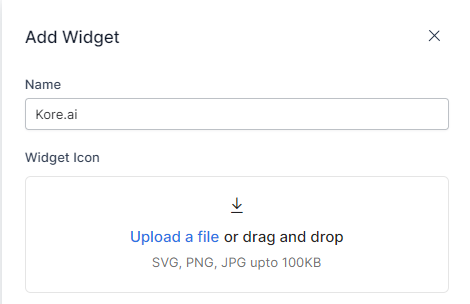 Add Widget
Name
Kore.ai
Widget Icon
Upload a file or drag and drop
SVG, PNG, JPG upto 100KB